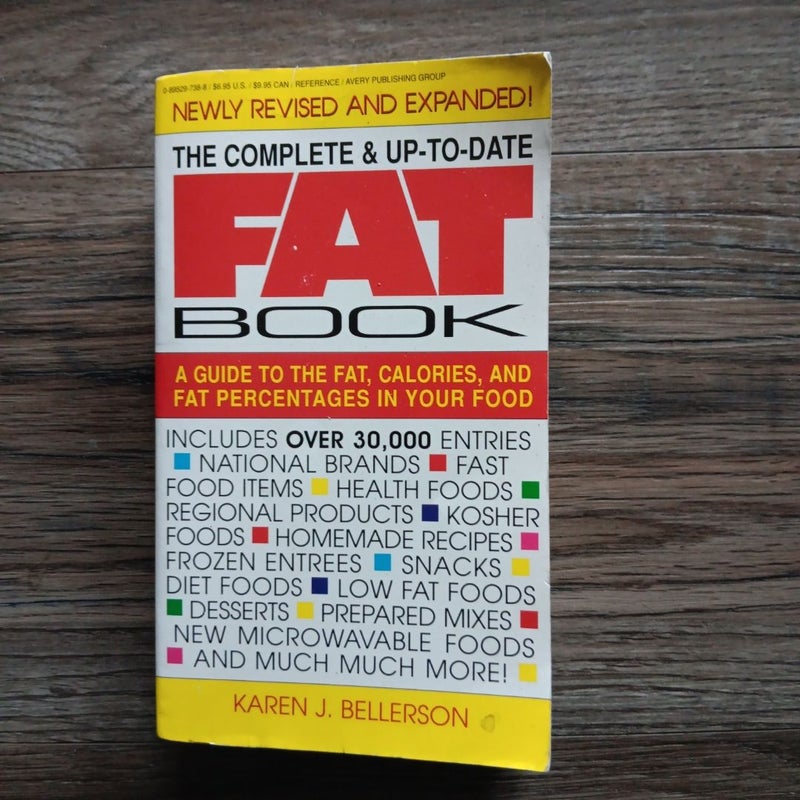 0-89529-738-8 / $6.95 U.S. / $9.95 CAN / REFERENCE / AVERY PUBLISHING GROUP
NEWLY REVISED AND EXPANDED!
THE COMPLETE & UP-TO-DATE
FAT
BOOK
A GUIDE TO THE FAT, CALORIES, AND
FAT PERCENTAGES IN YOUR FOOD
INCLUDES OVER 30,000 ENTRIES
■ NATIONAL BRANDS ■ FAST
FOOD ITEMS ■ HEALTH FOODS ■
REGIONAL PRODUCTS ■ KOSHER
FOODS ■ HOMEMADE RECIPES ■
FROZEN ENTREES ■ SNACKS ■
DIET FOODS ■ LOW FAT FOODS
■ DESSERTS ■ PREPARED MIXES ■
NEW MICROWAVABLE FOODS
■ AND MUCH MUCH MORE! ■
KAREN J. BELLERSON